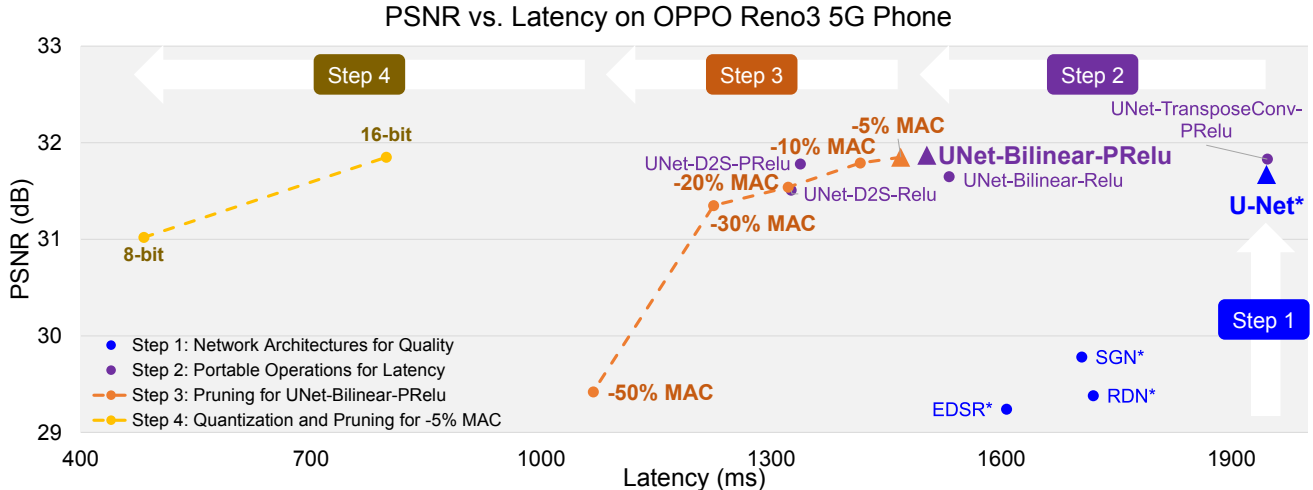 PSNR vs. Latency on OPPO Reno3 5G Phone
33
32
31
30
29
PSNR (dB)
Step 4
Step 3
Step 2
UNet-TransposeConv-
PRelu
-5% MAC
16-bit
-10% MAC
UNet-D2S-PRelu
UNet-Bilinear-PRelu
-20% MAC
UNet-D2S-Relu
UNet-Bilinear-Relu
U-Net*
-30% MAC
8-bit
Step 1
Step 1: Network Architectures for Quality
Step 2: Portable Operations for Latency
Step 3: Pruning for UNet-Bilinear-PRelu
Step 4: Quantization and Pruning for -5% MAC
-50% MAC
SGN*
EDSR*
RDN*
400
700
1000
1300
1600
1900
Latency (ms)